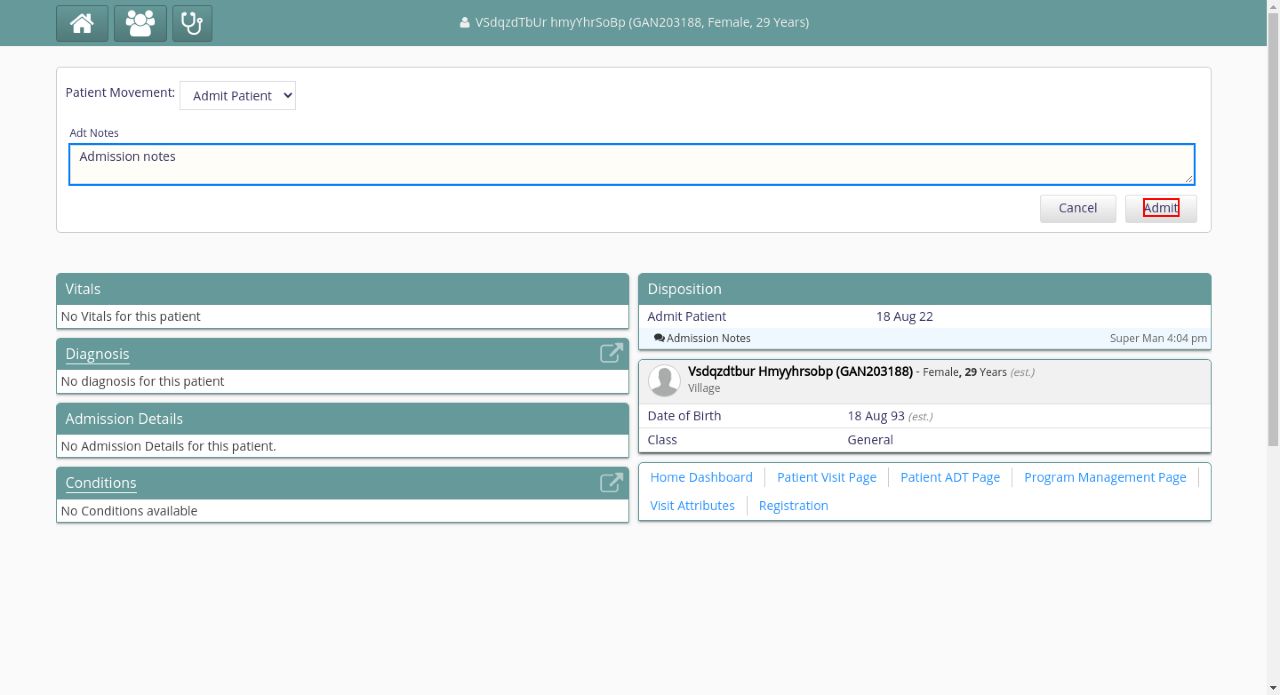 VSdqzdTbUr hmyYhrSoBp (GAN203188, Female, 29 Years)
Patient Movement: Admit Patient
Adt Notes
Admission notes
Cancel Admit
Vitals
No Vitals for this patient
Diagnosis
No diagnosis for this patient
Admission Details
No Admission Details for this patient.
Conditions
No Conditions available
Disposition
Admit Patient 18 Aug 22
Admission Notes Super Man 4:04 pm
Vsdqzdtbur Hmyyhrsobp (GAN203188) - Female, 29 Years (est.)
Village
Date of Birth 18 Aug 93 (est.)
Class General
Home Dashboard Patient Visit Page Patient ADT Page Program Management Page
Visit Attributes Registration